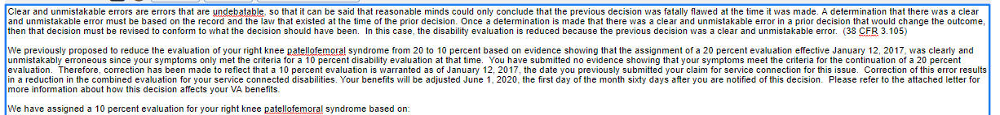 Clear and unmistakable errors are errors that are undebatable, so that it can be said that reasonable minds could only conclude that the previous decision was fatally flawed at the time it was made. A determination that there was a clear
and unmistakable error must be based on the record and the law that existed at the time of the prior decision. Once a determination is made that there was a clear and unmistakable error in a prior decision that would change the outcome,
then that decision must be revised to conform to what the decision should have been. In this case, the disability evaluation is reduced because the previous decision was a clear and unmistakable error. (38 CFR 3.105)
We previously proposed to reduce the evaluation of your right knee patellofemoral syndrome from 20 to 10 percent based on evidence showing that the assignment of a 20 percent evaluation effective January 12, 2017, was clearly and
unmistakably erroneous since your symptoms only met the criteria for a 10 percent disability evaluation at that time. You have submitted no evidence showing that your symptoms meet the criteria for the continuation of a 20 percent
evaluation. Therefore, correction has been made to reflect that a 10 percent evaluation is warranted as of January 12, 2017, the date you previously submitted your claim for service connection for this issue. Correction of this error results
in a reduction in the combined evaluation for your service connected disabilities. Your benefits will be adjusted June 1, 2020, the first day of the month sixty days after you are notified of this decision. Please refer to the attached letter for
more information about how this decision affects your VA benefits.
We have assigned a 10 percent evaluation for your right knee patellofemoral syndrome based on: